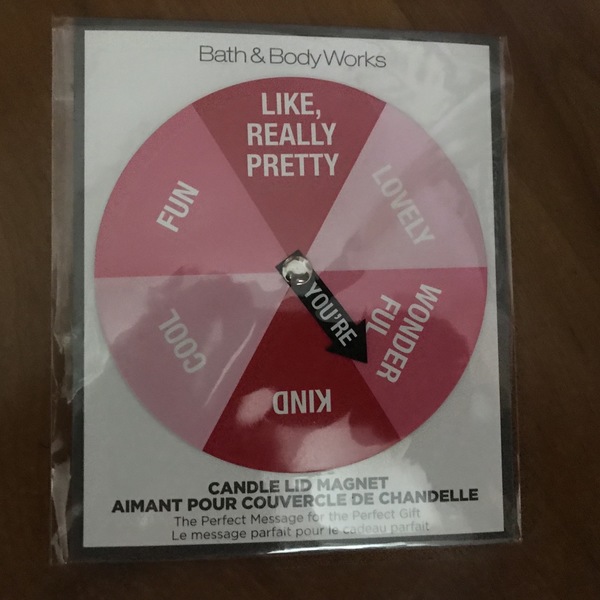 Bath & Body Works
LIKE,
REALLY
PRETTY
LOVELY
WONDER
FUL
YOU'RE
KIND
COOL
FUN
CANDLE LID MAGNET
AIMANT POUR COUVERCLE DE CHANDELLE
The Perfect Message for the Perfect Gift
Le message parfait pour le cadeau parfait